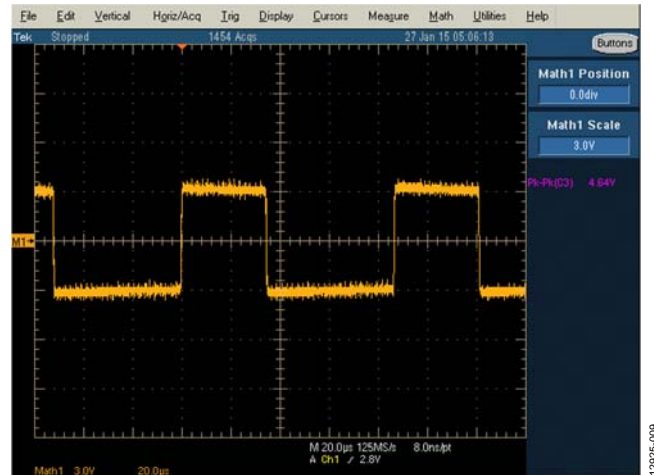 File Edit Vertical Horiz/Acq Trig Display Cursors Measure Math Utilities Help
Tek Stopped 1454 Acqs 27 Jan 15 05:06:13
Buttons
Math1 Position
0.0div
Math1 Scale
3.0V
Pk-Pk(C3) 4.64V
M1
M 20.0µs 125MS/s 8.0ns/pt
A Ch1 / 2.8V
Math1 3.0V 20.0µs
11925-009